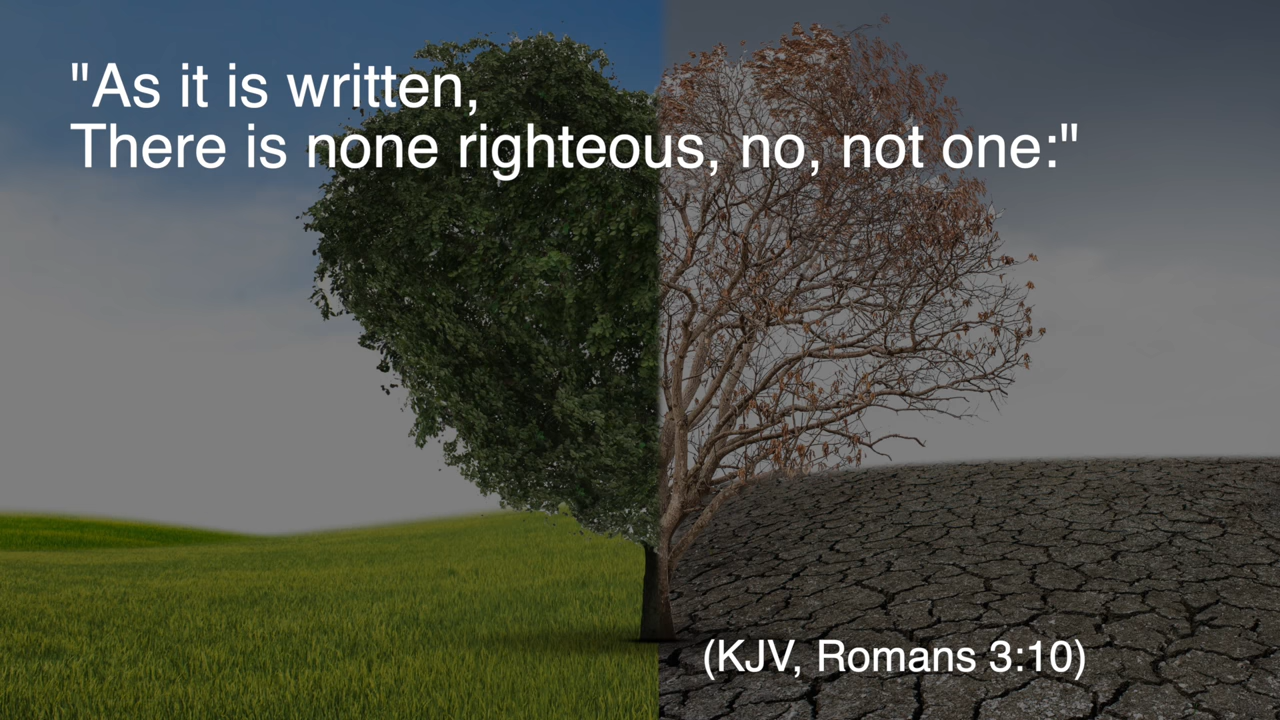 "As it is written,
There is none righteous, no, not one:"
(KJV, Romans 3:10)